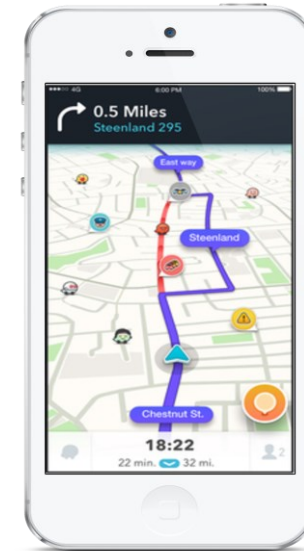 4G 6:00 PM 100%
0.5 Miles
Steenland 295
East way
Steenland
Chestnut St.
18:22
22 min. 32 mi.
2